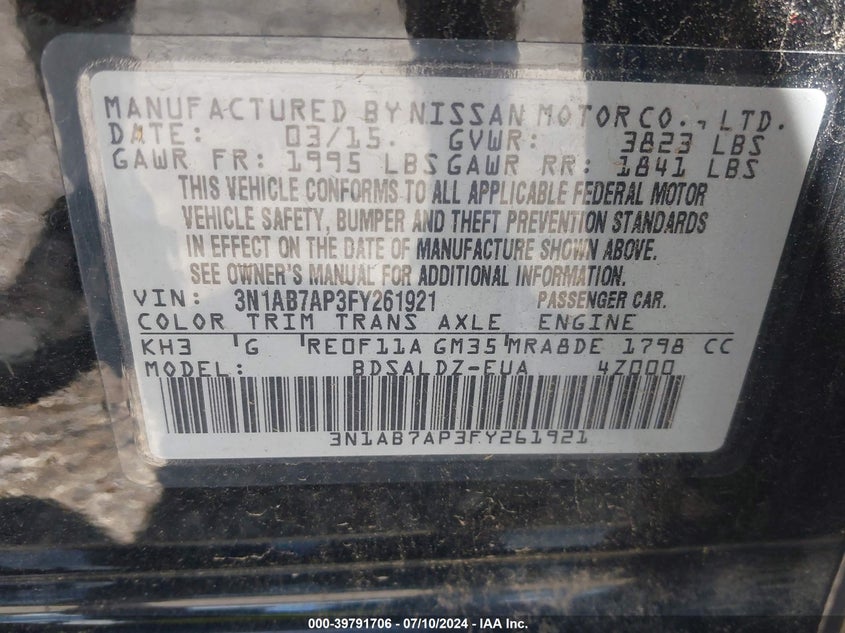 MANUFACTURED BY NISSAN MOTOR CO., LTD.
DATE: 03/15. GVWR: 3823 LBS
GAWR FR: 1995 LBS GAWR RR: 1841 LBS
THIS VEHICLE CONFORMS TO ALL APPLICABLE FEDERAL MOTOR
VEHICLE SAFETY, BUMPER AND THEFT PREVENTION STANDARDS
IN EFFECT ON THE DATE OF MANUFACTURE SHOWN ABOVE.
SEE OWNER'S MANUAL FOR ADDITIONAL INFORMATION.
VIN: 3N1AB7AP3FY261921 PASSENGER CAR.
COLOR TRIM TRANS AXLE ENGINE
KH3 G RE0F11A GM35 MRA8DE 1798 CC
MODEL: BDSALDZ-EUA 4Z000
3N1AB7AP3FY261921
000-39791706 - 07/10/2024 - IAAI.COM